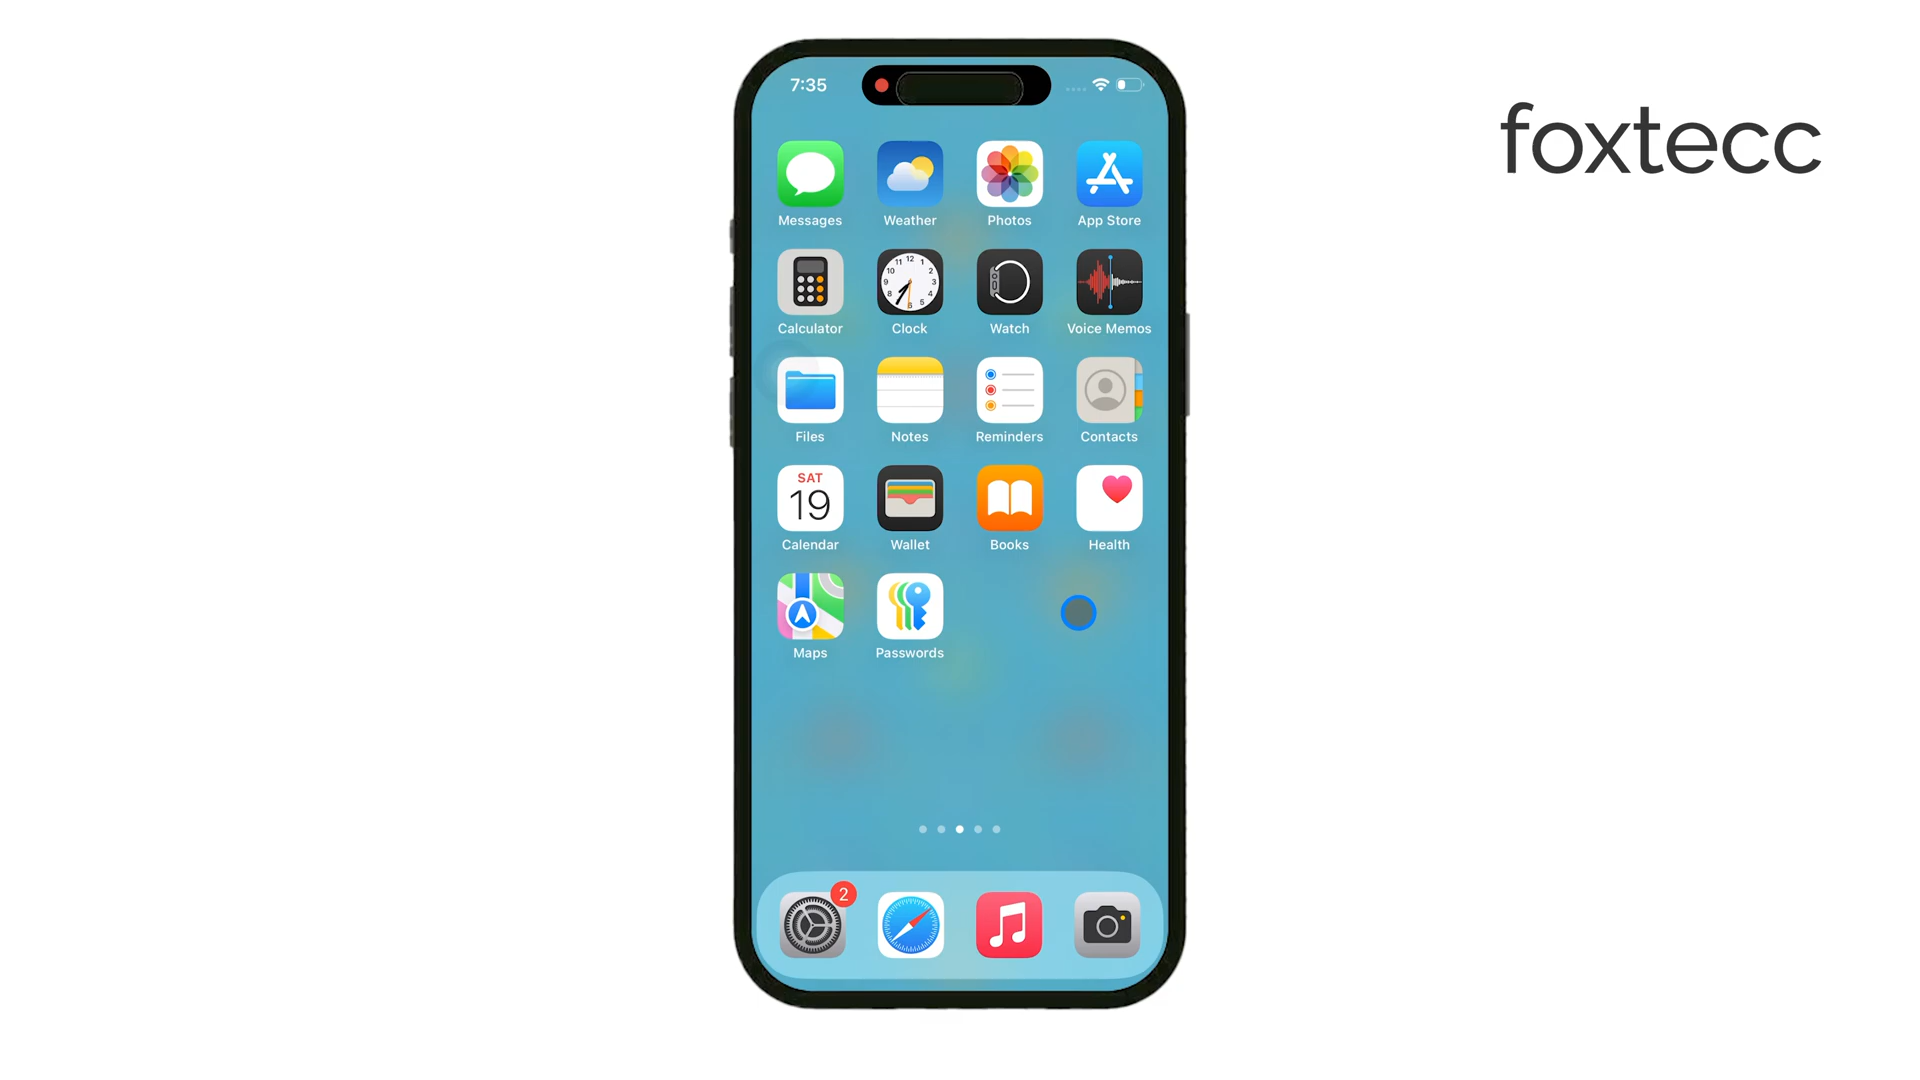 7:35
foxtecc
Messages Weather Photos App Store
Calculator Clock Watch Voice Memos
Files Notes Reminders Contacts
SAT
19
Calendar Wallet Books Health
Maps Passwords
2